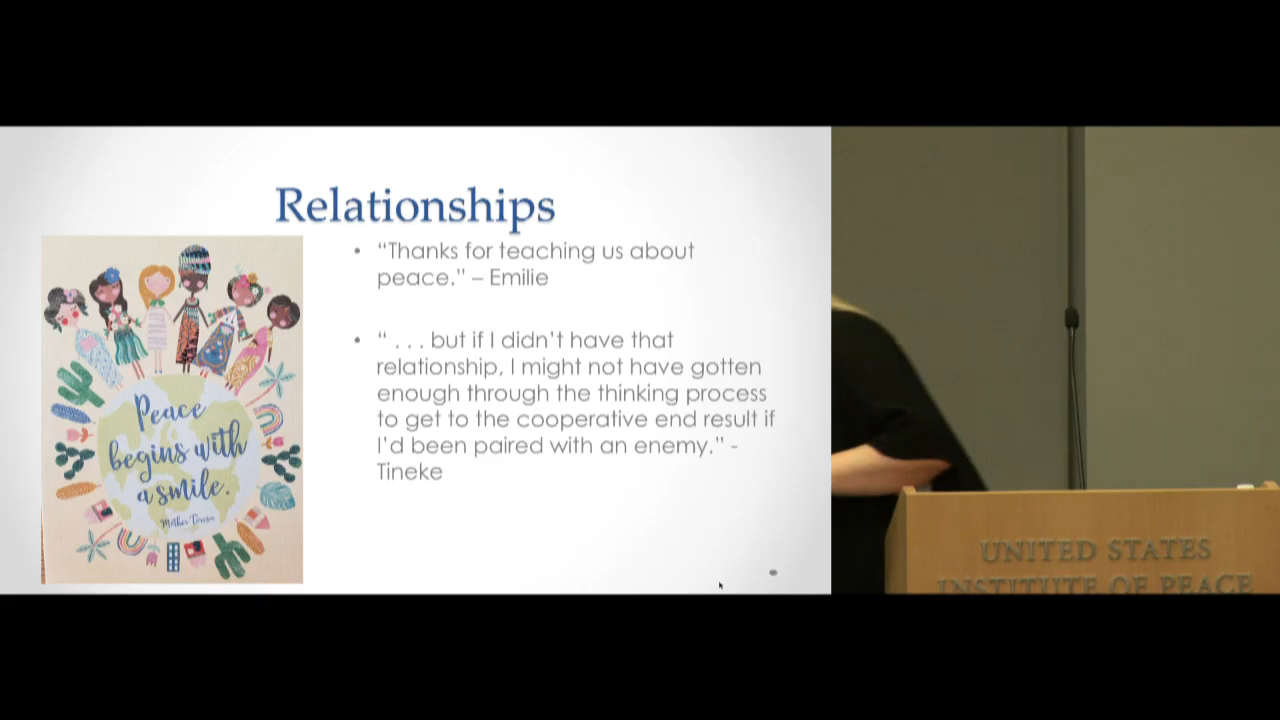 Relationships
• “Thanks for teaching us about
peace.” – Emilie
• “ . . . but if I didn’t have that
relationship, I might not have gotten
enough through the thinking process
to get to the cooperative end result if
I’d been paired with an enemy.” -
Tineke
Peace
begins with
a smile.
Mother Teresa
UNITED STATES
INSTITUTE OF PEACE